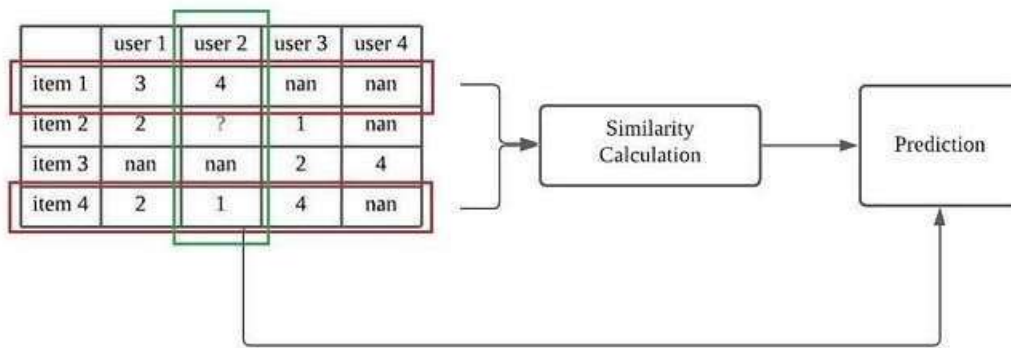 user 1 user 2 user 3 user 4
item 1 3 4 nan nan
item 2 2 ? 1 nan
item 3 nan nan 2 4
item 4 2 1 4 nan
Similarity
Calculation
Prediction